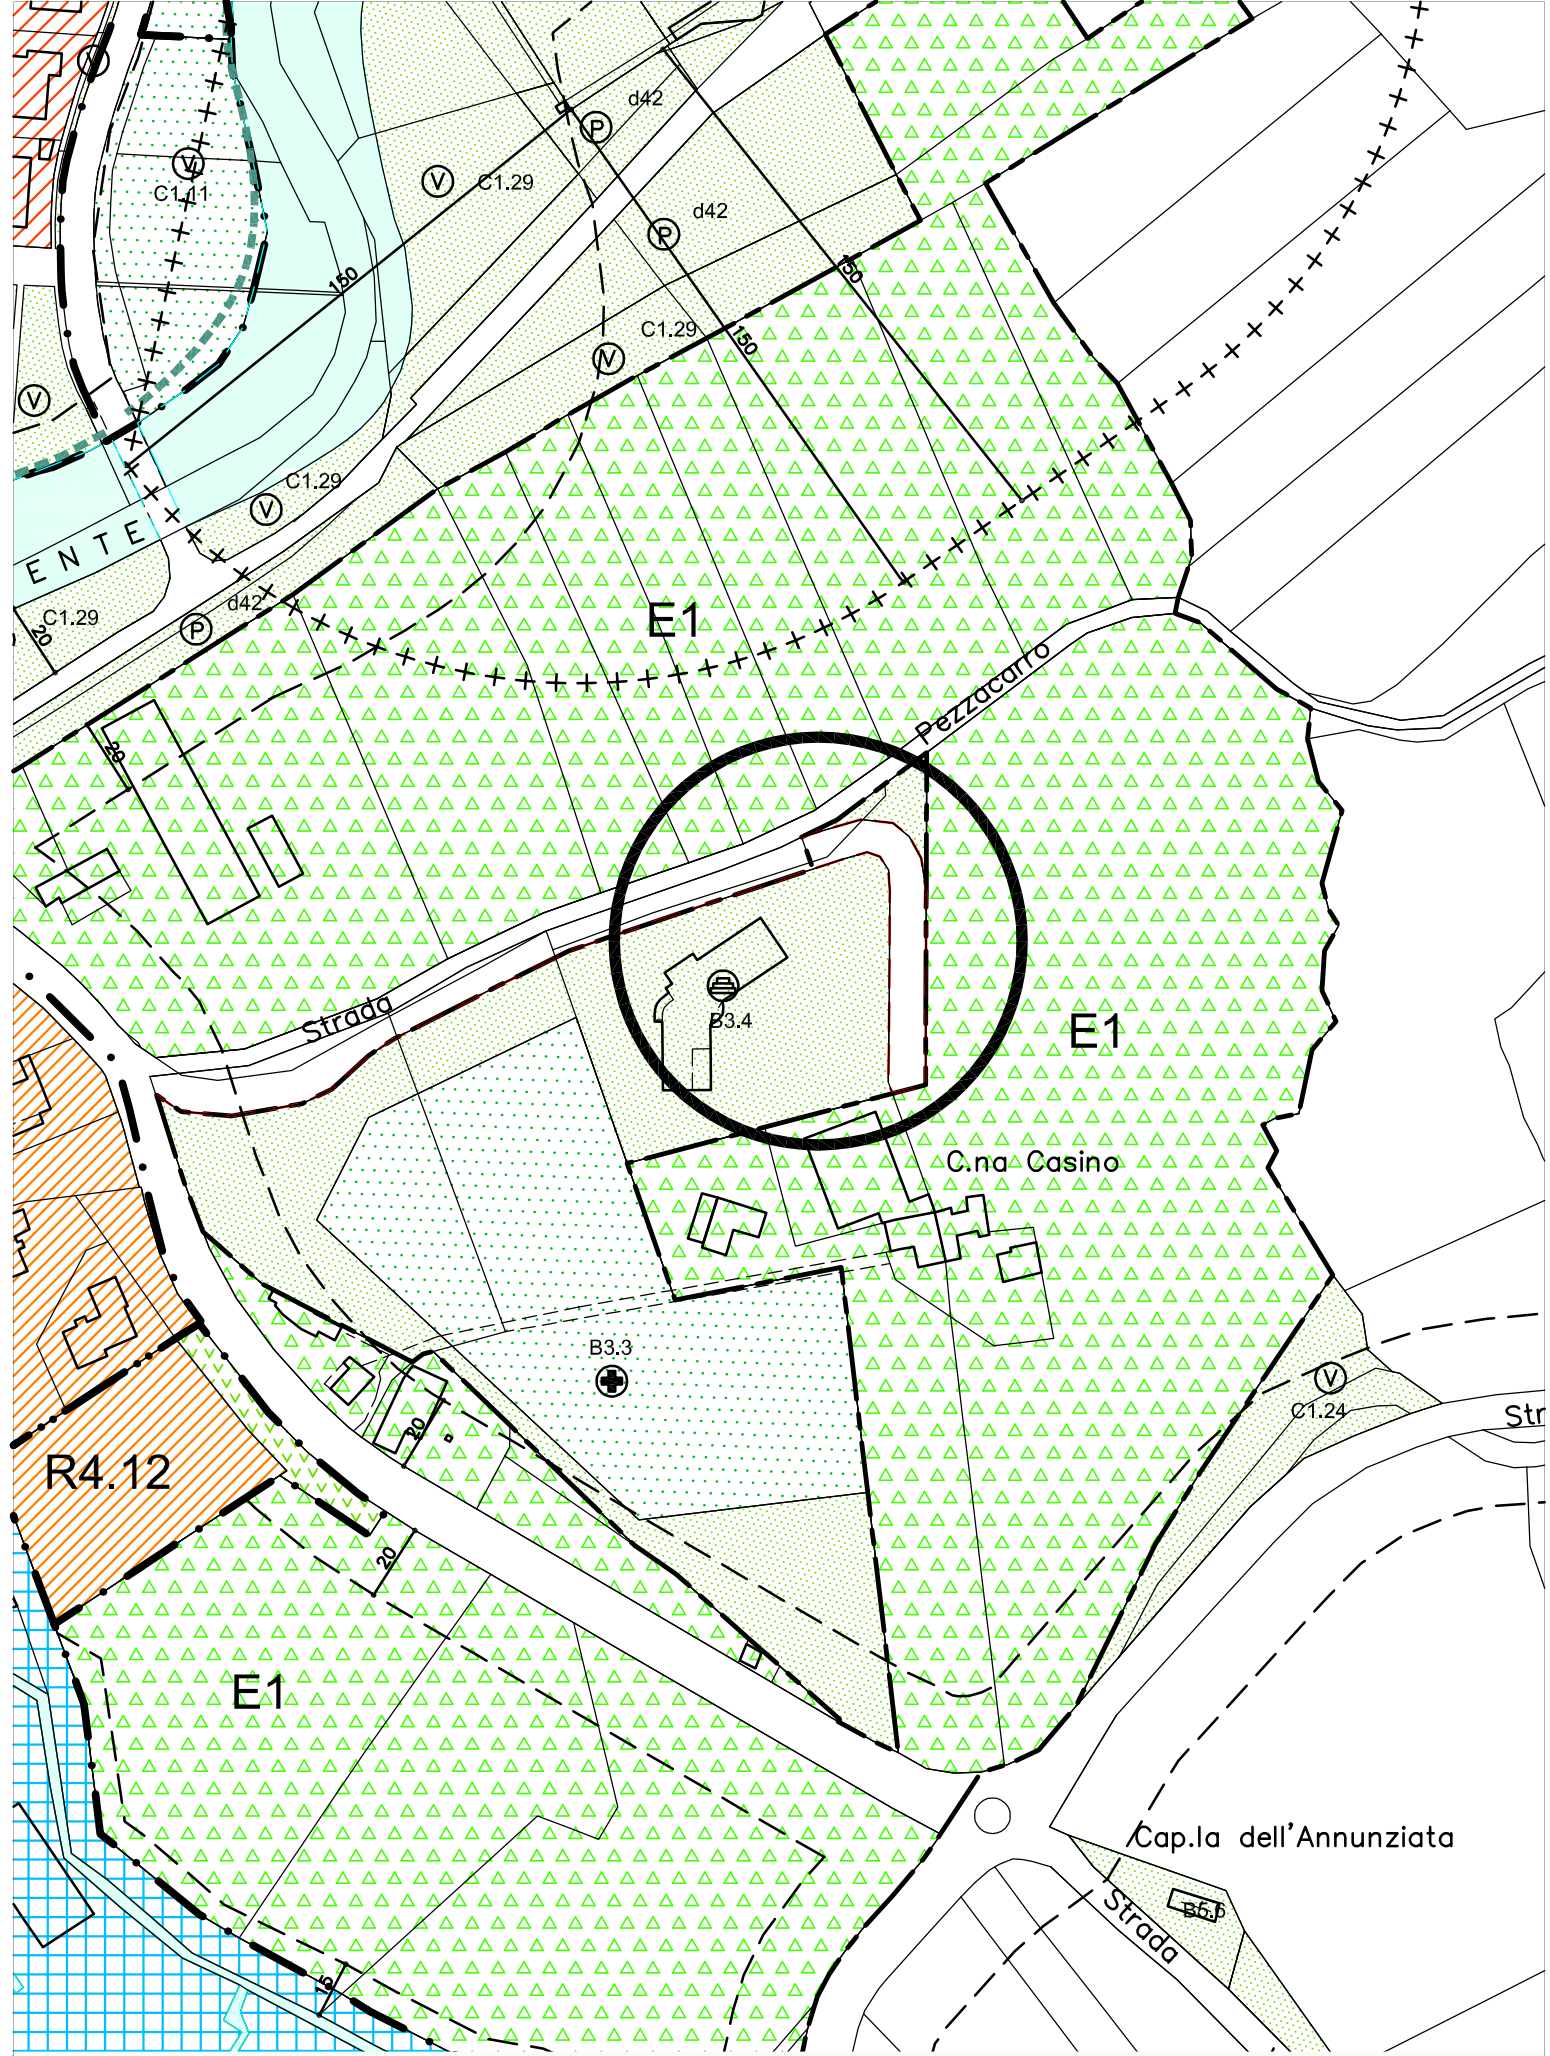 d42
P
V
C1.11
V
C1.29
V
d42
P
150
150
C1.29
V
150
V
C1.29
V
ENTE
C1.29
20
d42
P
E1
Pezzacarro
20
Strada
B3.4
E1
C.na Casino
B3.3
V
C1.24
Str
20
R4.12
20
E1
Cap.la dell'Annunziata
B5.6
Strada
15